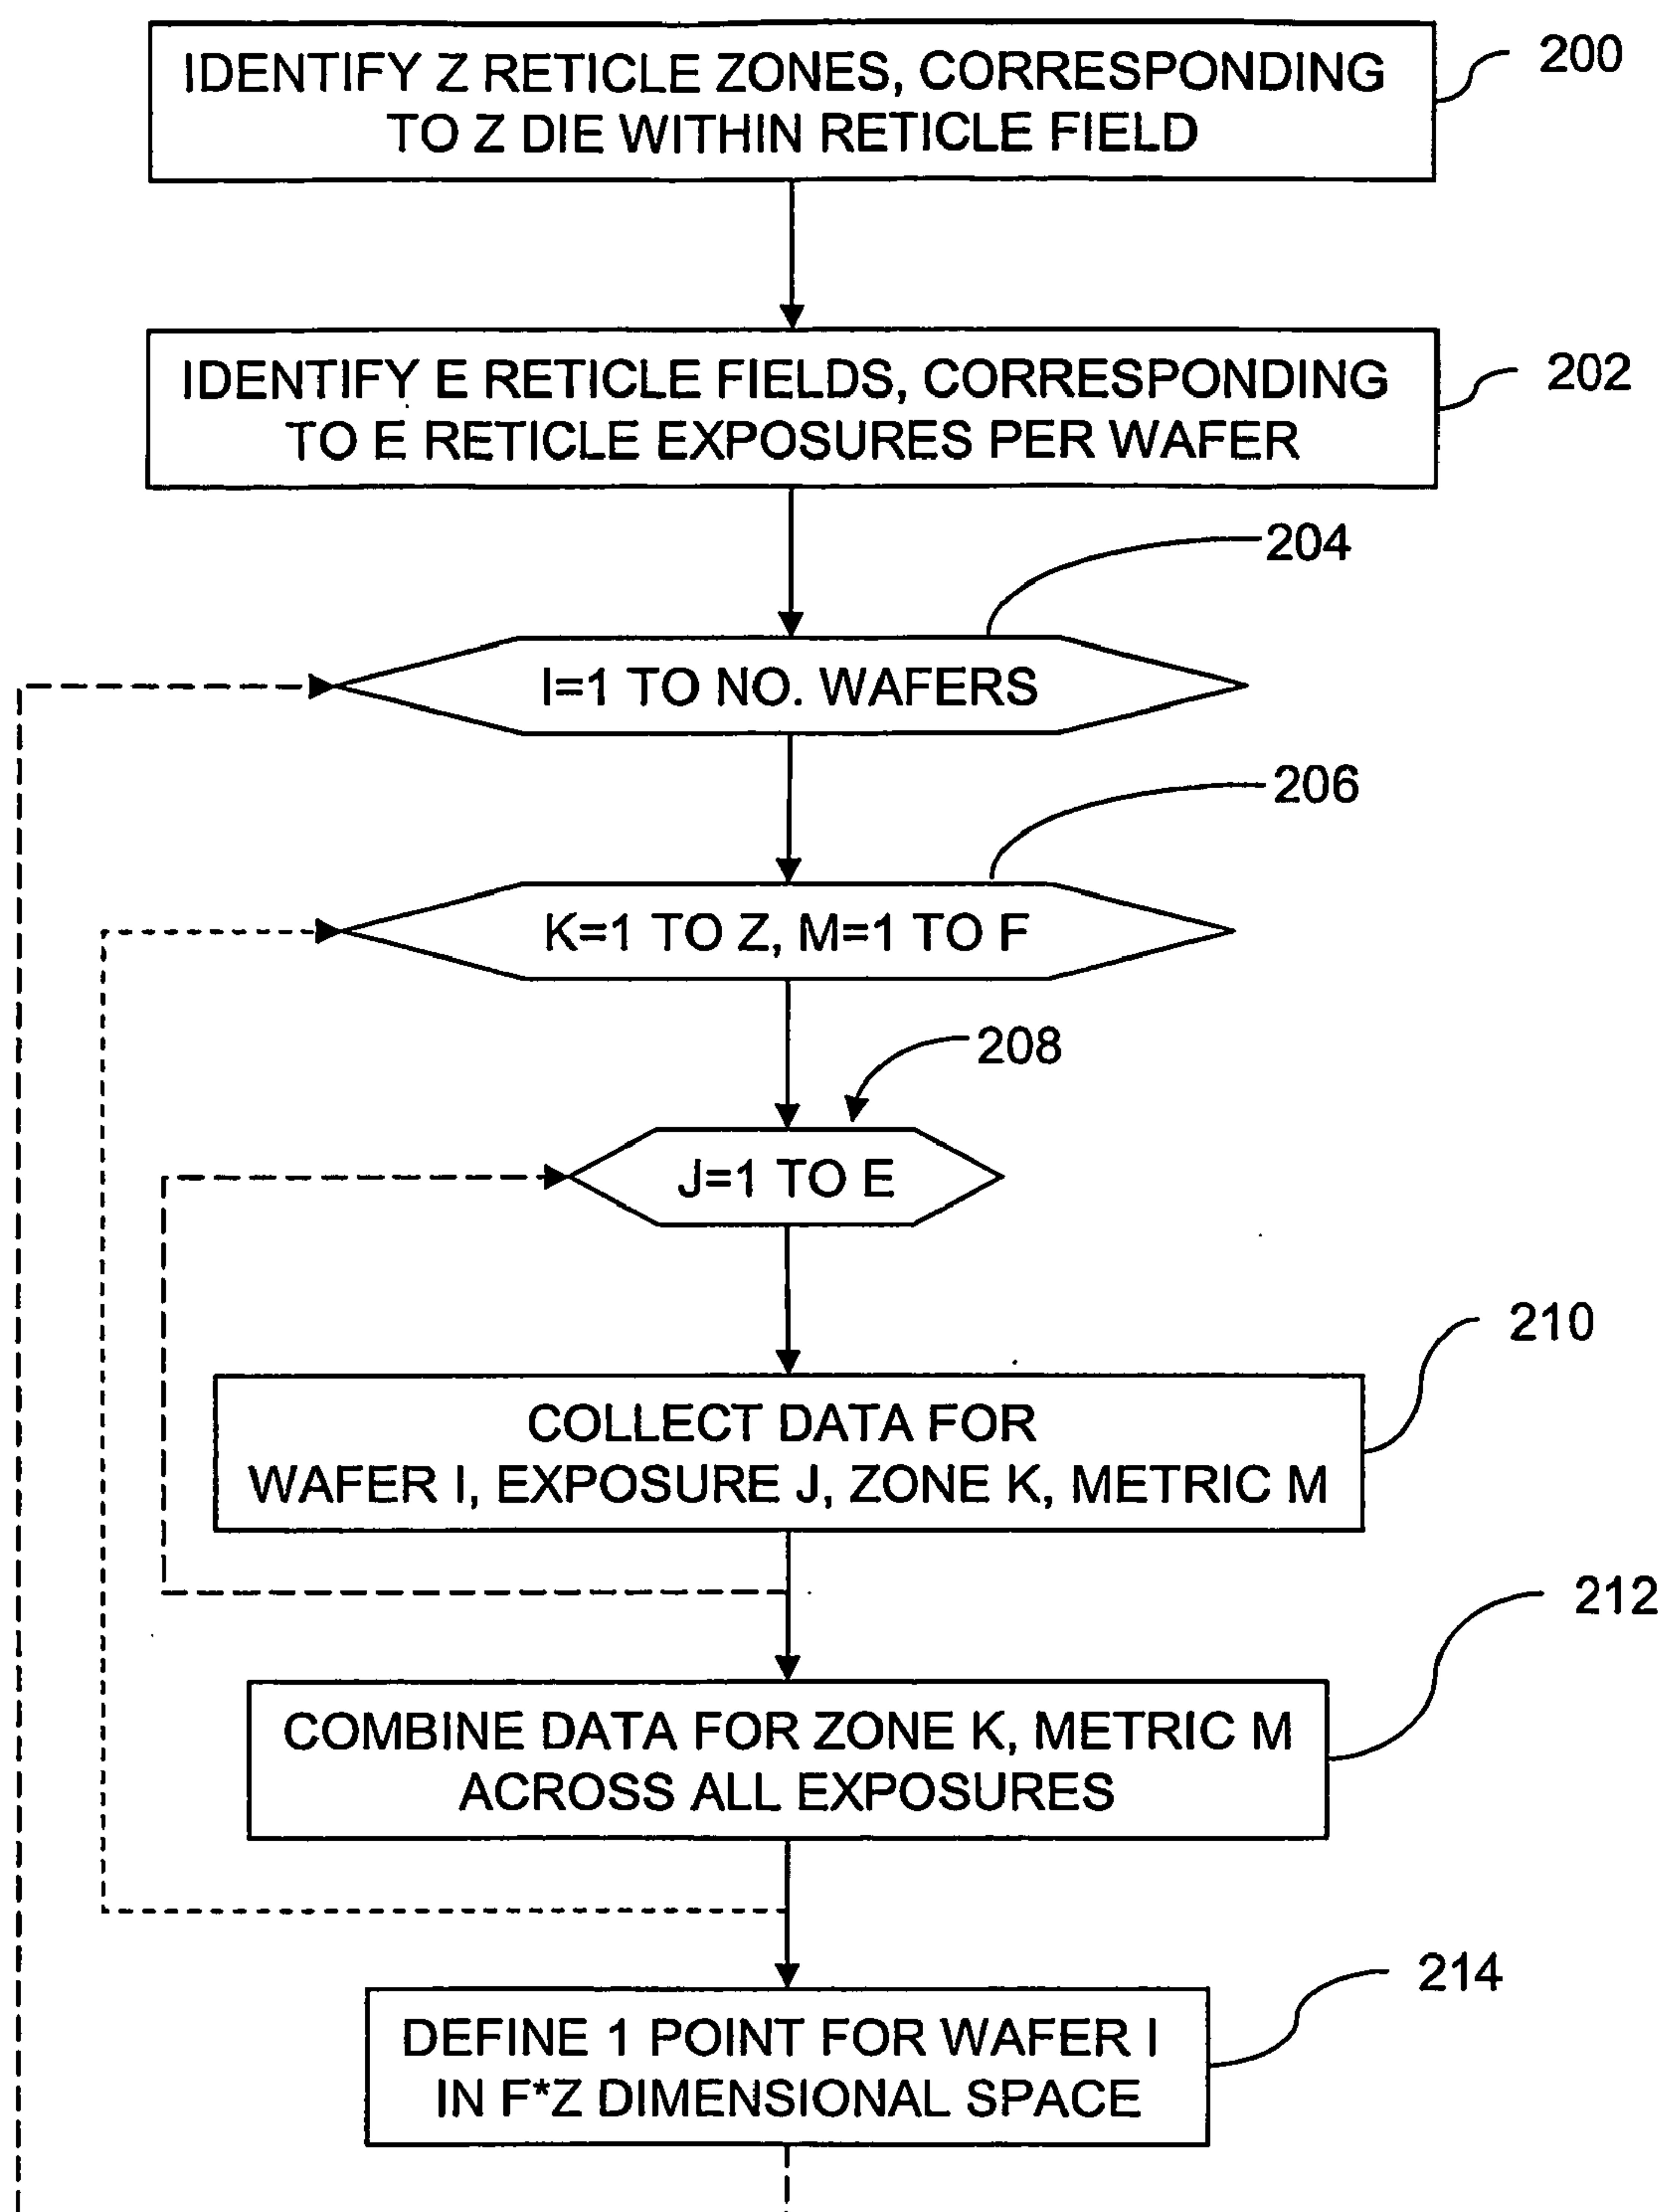 IDENTIFY Z RETICLE ZONES, CORRESPONDING
TO Z DIE WITHIN RETICLE FIELD
200
IDENTIFY E RETICLE FIELDS, CORRESPONDING
TO E RETICLE EXPOSURES PER WAFER
202
204
I=1 TO NO. WAFERS
206
K=1 TO Z, M=1 TO F
208
J=1 TO E
210
COLLECT DATA FOR
WAFER I, EXPOSURE J, ZONE K, METRIC M
212
COMBINE DATA FOR ZONE K, METRIC M
ACROSS ALL EXPOSURES
214
DEFINE 1 POINT FOR WAFER I
IN F*Z DIMENSIONAL SPACE